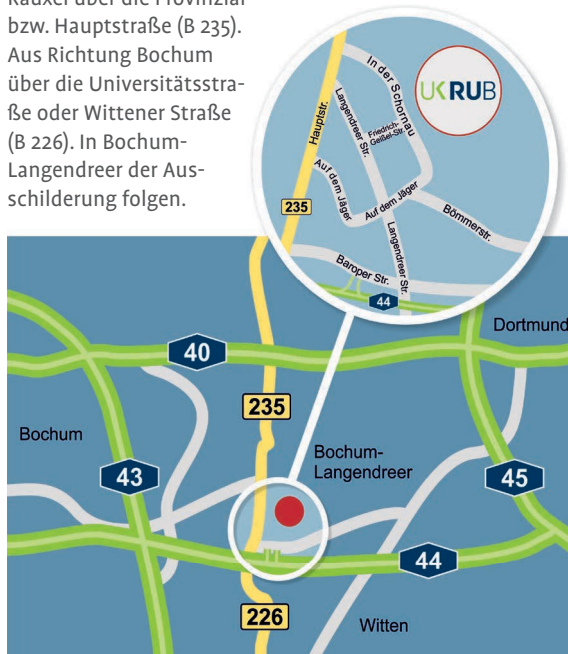 Rauxel über die Provinzial-
bzw. Hauptstraße (B 235).
Aus Richtung Bochum
über die Universitätsstra-
ße oder Wittener Straße
(B 226). In Bochum-
Langendreer der Aus-
schilderung folgen.
UKRUB
In der Schornau
Hauptstr.
Langendreer Str.
Friedrich-
Geißel-Str.
Auf dem Jäger
Auf dem Jäger
Bömmerstr.
235
Langendreer Str.
Baroper Str.
44
Dortmund
40
235
Bochum
Bochum-
Langendreer
43
45
44
226
Witten